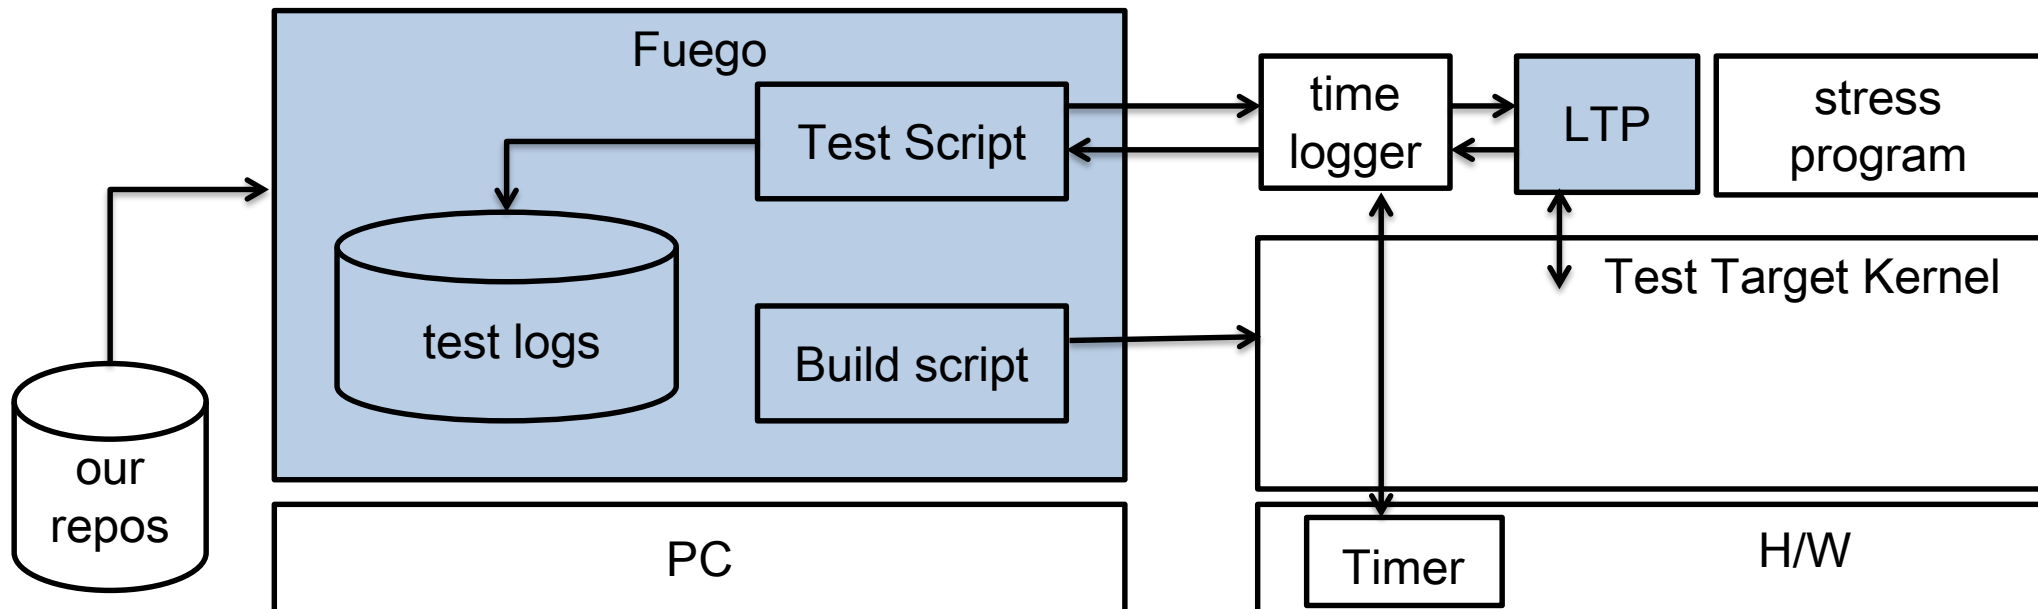 Fuego
Test Script
test logs
Build script
our
repos
PC
time
logger
LTP
stress
program
Test Target Kernel
Timer
H/W